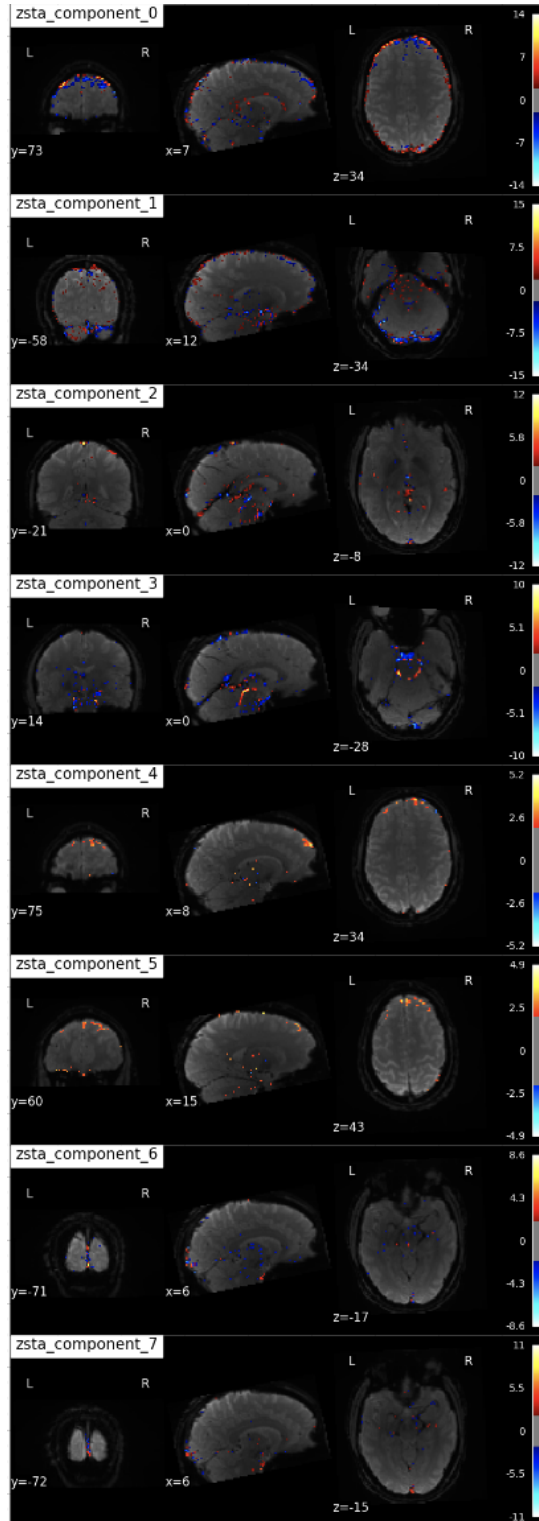 zsta_component_0
14
L R L R
7
0
y=73 x=7
-7
z=34
-14
zsta_component_1
15
L R L R
7.5
0
y=-58 x=12
-7.5
z=-34
-15
zsta_component_2
12
L R L R
5.8
0
y=-21 x=0
-5.8
z=-8
-12
zsta_component_3
10
L R L R
5.1
0
y=14 x=0
-5.1
z=-28
-10
zsta_component_4
5.2
L R L R
2.6
0
y=75 x=8
-2.6
z=34
-5.2
zsta_component_5
4.9
L R L R
2.5
0
y=60 x=15
-2.5
z=43
-4.9
zsta_component_6
8.6
L R L R
4.3
0
y=-71 x=6
-4.3
z=-17
-8.6
zsta_component_7
11
L R L R
5.5
0
y=-72 x=6
-5.5
z=-15
-11